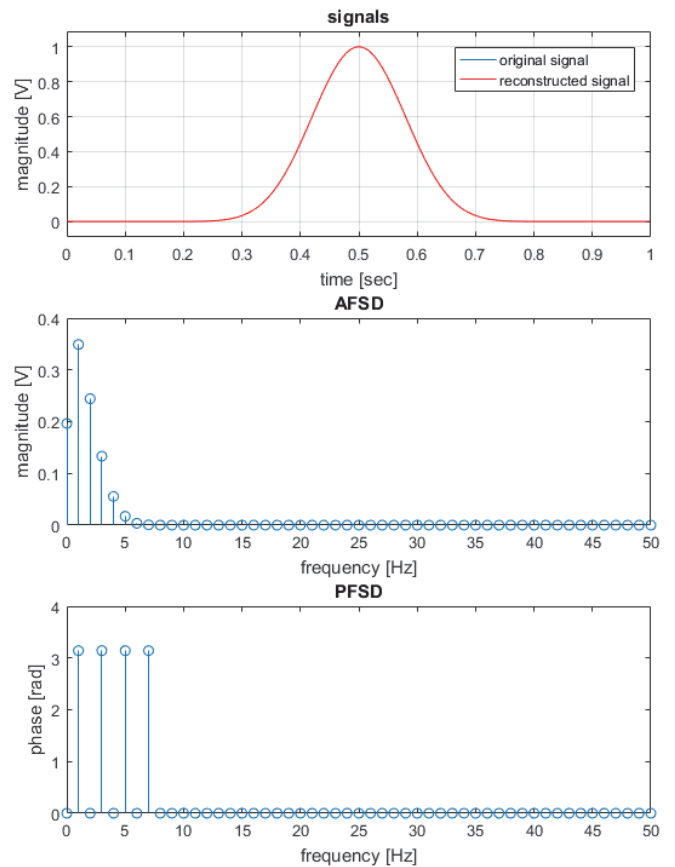 signals
magnitude [V]
1
0.8
0.6
0.4
0.2
0
original signal
reconstructed signal
0 0.1 0.2 0.3 0.4 0.5 0.6 0.7 0.8 0.9 1
time [sec]
AFSD
magnitude [V]
0.4
0.3
0.2
0.1
0
0 5 10 15 20 25 30 35 40 45 50
frequency [Hz]
PFSD
phase [rad]
4
3
2
1
0
0 5 10 15 20 25 30 35 40 45 50
frequency [Hz]